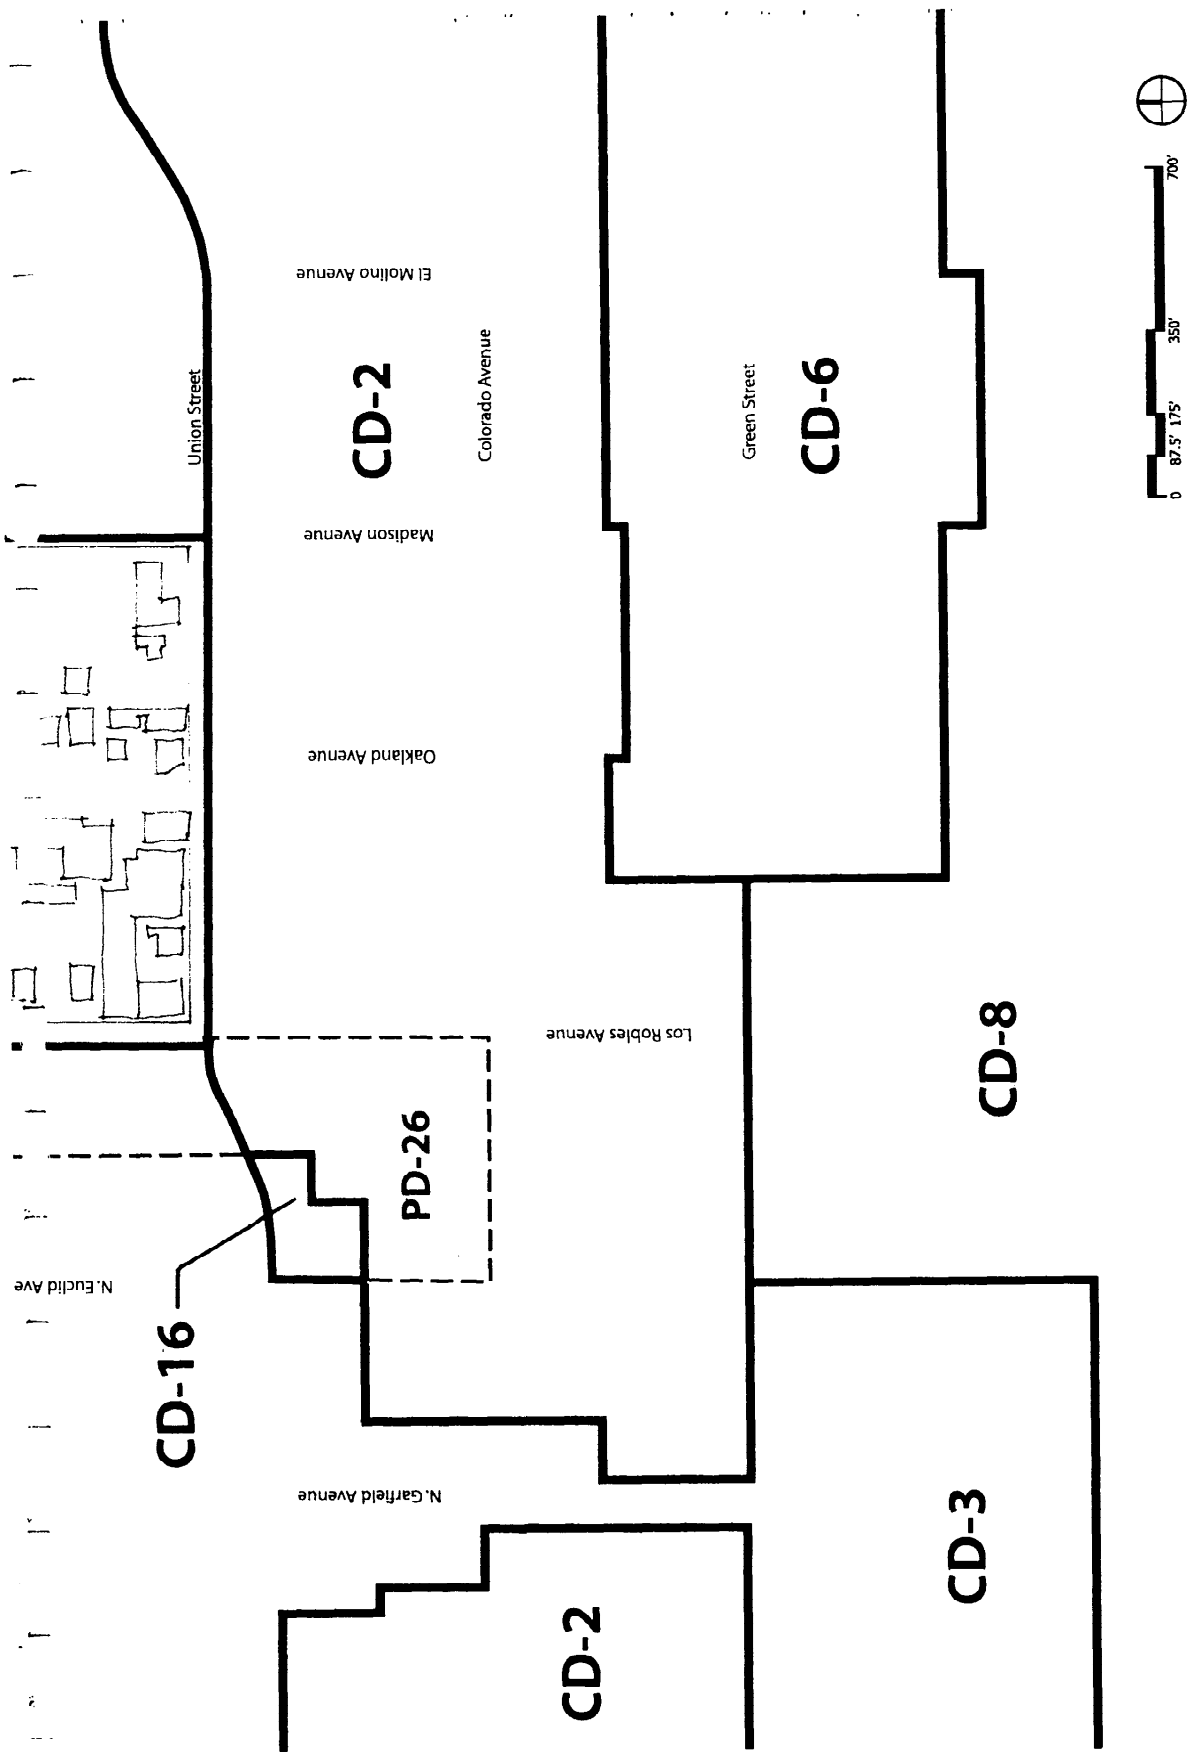 Union Street
El Molino Avenue
CD-2
Colorado Avenue
Green Street
CD-6
Madison Avenue
Oakland Avenue
Los Robles Avenue
CD-8
PD-26
N. Euclid Ave
CD-16
N. Garfield Avenue
CD-2
CD-3
0
87.5'
175'
350'
700'